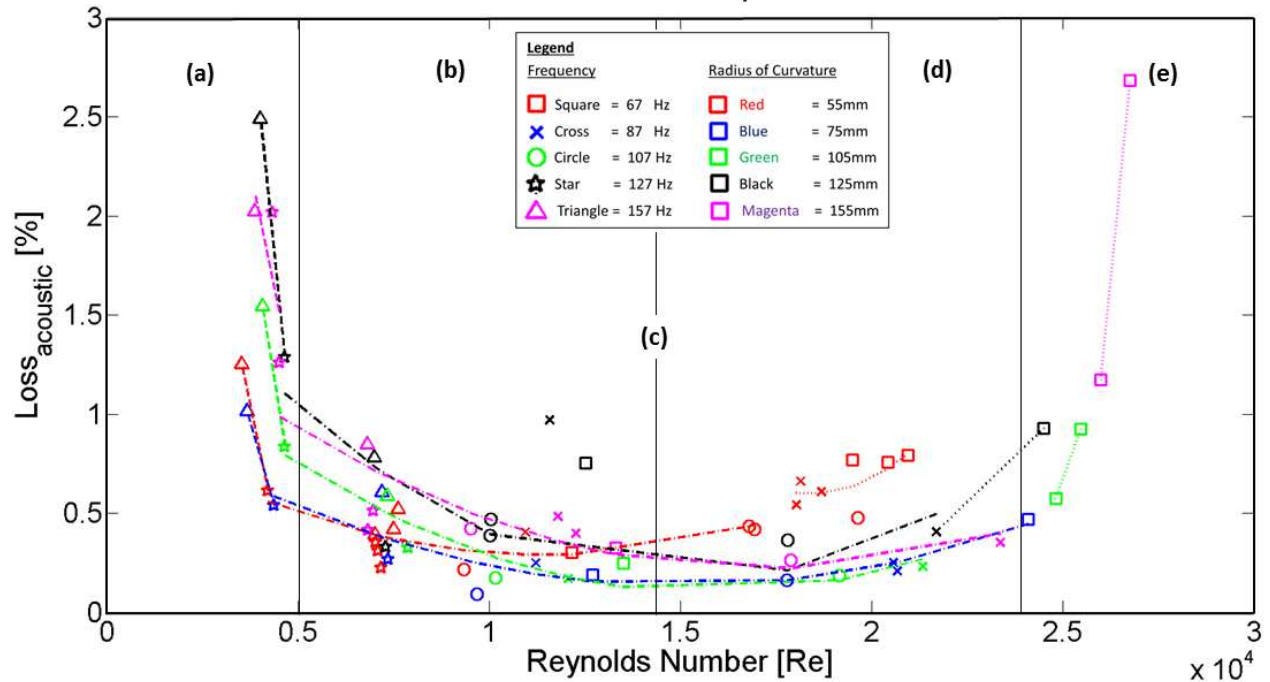 3
2.5
2
1.5
1
0.5
0
Loss acoustic [%]
(a)
(b)
(c)
(d)
(e)
Legend
Frequency Radius of Curvature
Square = 67 Hz Red = 55mm
Cross = 87 Hz Blue = 75mm
Circle = 107 Hz Green = 105mm
Star = 127 Hz Black = 125mm
Triangle = 157 Hz Magenta = 155mm
0 0.5 1 1.5 2 2.5 3
Reynolds Number [Re]
x 10^4